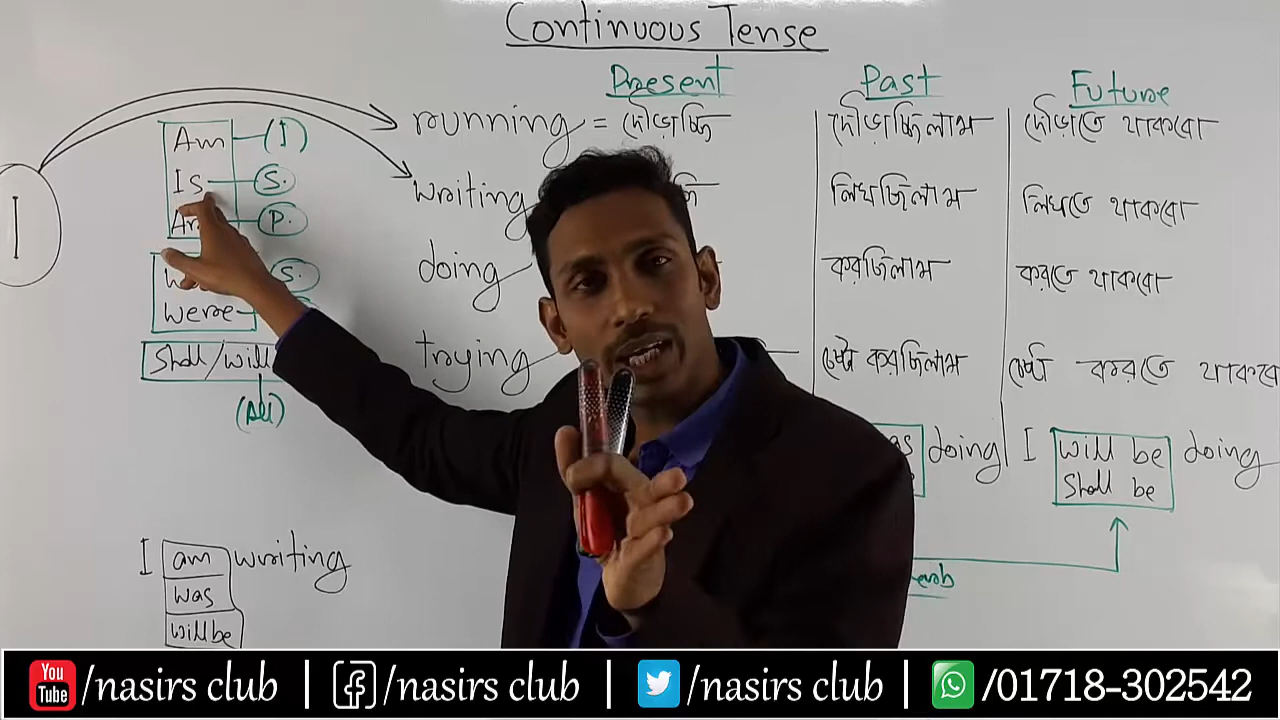 Continuous Tense
Present Past Future
Am (I) running = দৌড়াচ্ছি দৌড়াচ্ছিলাম দৌড়াতে থাকবো
Is S. writing লিখছিলাম লিখতে থাকবো
I
P.
S. doing করছিলাম করতে থাকবো
Were
Shall/will trying চেষ্টা করছিলাম চেষ্টা করতে থাকবো
(All)
doing I will be doing
Shall be
I am writing
was
will be
You Tube /nasirs club | /nasirs club | /nasirs club | /01718-302542